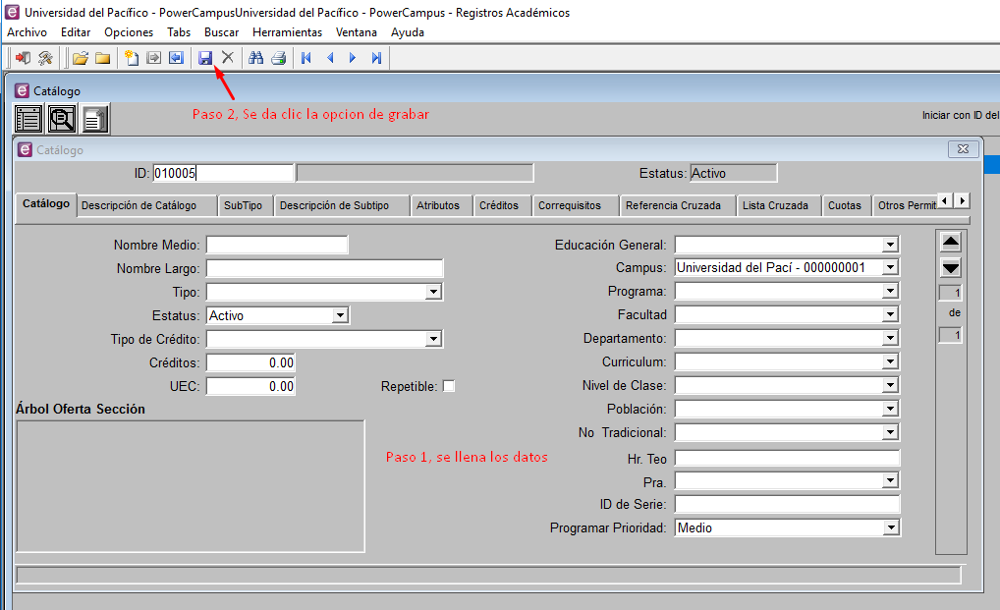 Universidad del Pacífico - PowerCampusUniversidad del Pacífico - PowerCampus - Registros Académicos
Archivo Editar Opciones Tabs Buscar Herramientas Ventana Ayuda
Catálogo
Paso 2, Se da clic la opcion de grabar
Iniciar con ID del
Catálogo
ID: 010005 Estatus: Activo
Catálogo Descripción de Catálogo SubTipo Descripción de Subtipo Atributos Créditos Correquisitos Referencia Cruzada Lista Cruzada Cuotas Otros Permit
Nombre Medio: Educación General:
Nombre Largo: Campus: Universidad del Pací - 000000001
Tipo: Programa: 1
Estatus: Activo Facultad de
Tipo de Crédito: Departamento: 1
Créditos: 0.00 Curriculum:
UEC: 0.00 Repetible: Nivel de Clase:
Árbol Oferta Sección Población:
No Tradicional:
Paso 1, se llena los datos Hr. Teo
Pra.
ID de Serie:
Programar Prioridad: Medio